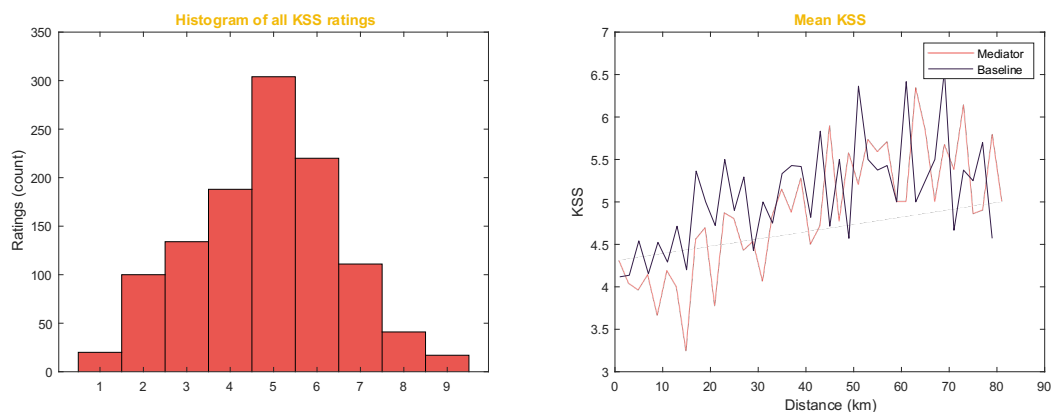 Histogram of all KSS ratings
350
300
250
200
150
100
50
0
Ratings (count)
1 2 3 4 5 6 7 8 9
Mean KSS
7
6.5
6
5.5
5
4.5
4
3.5
3
KSS
Mediator
Baseline
0 10 20 30 40 50 60 70 80 90
Distance (km)